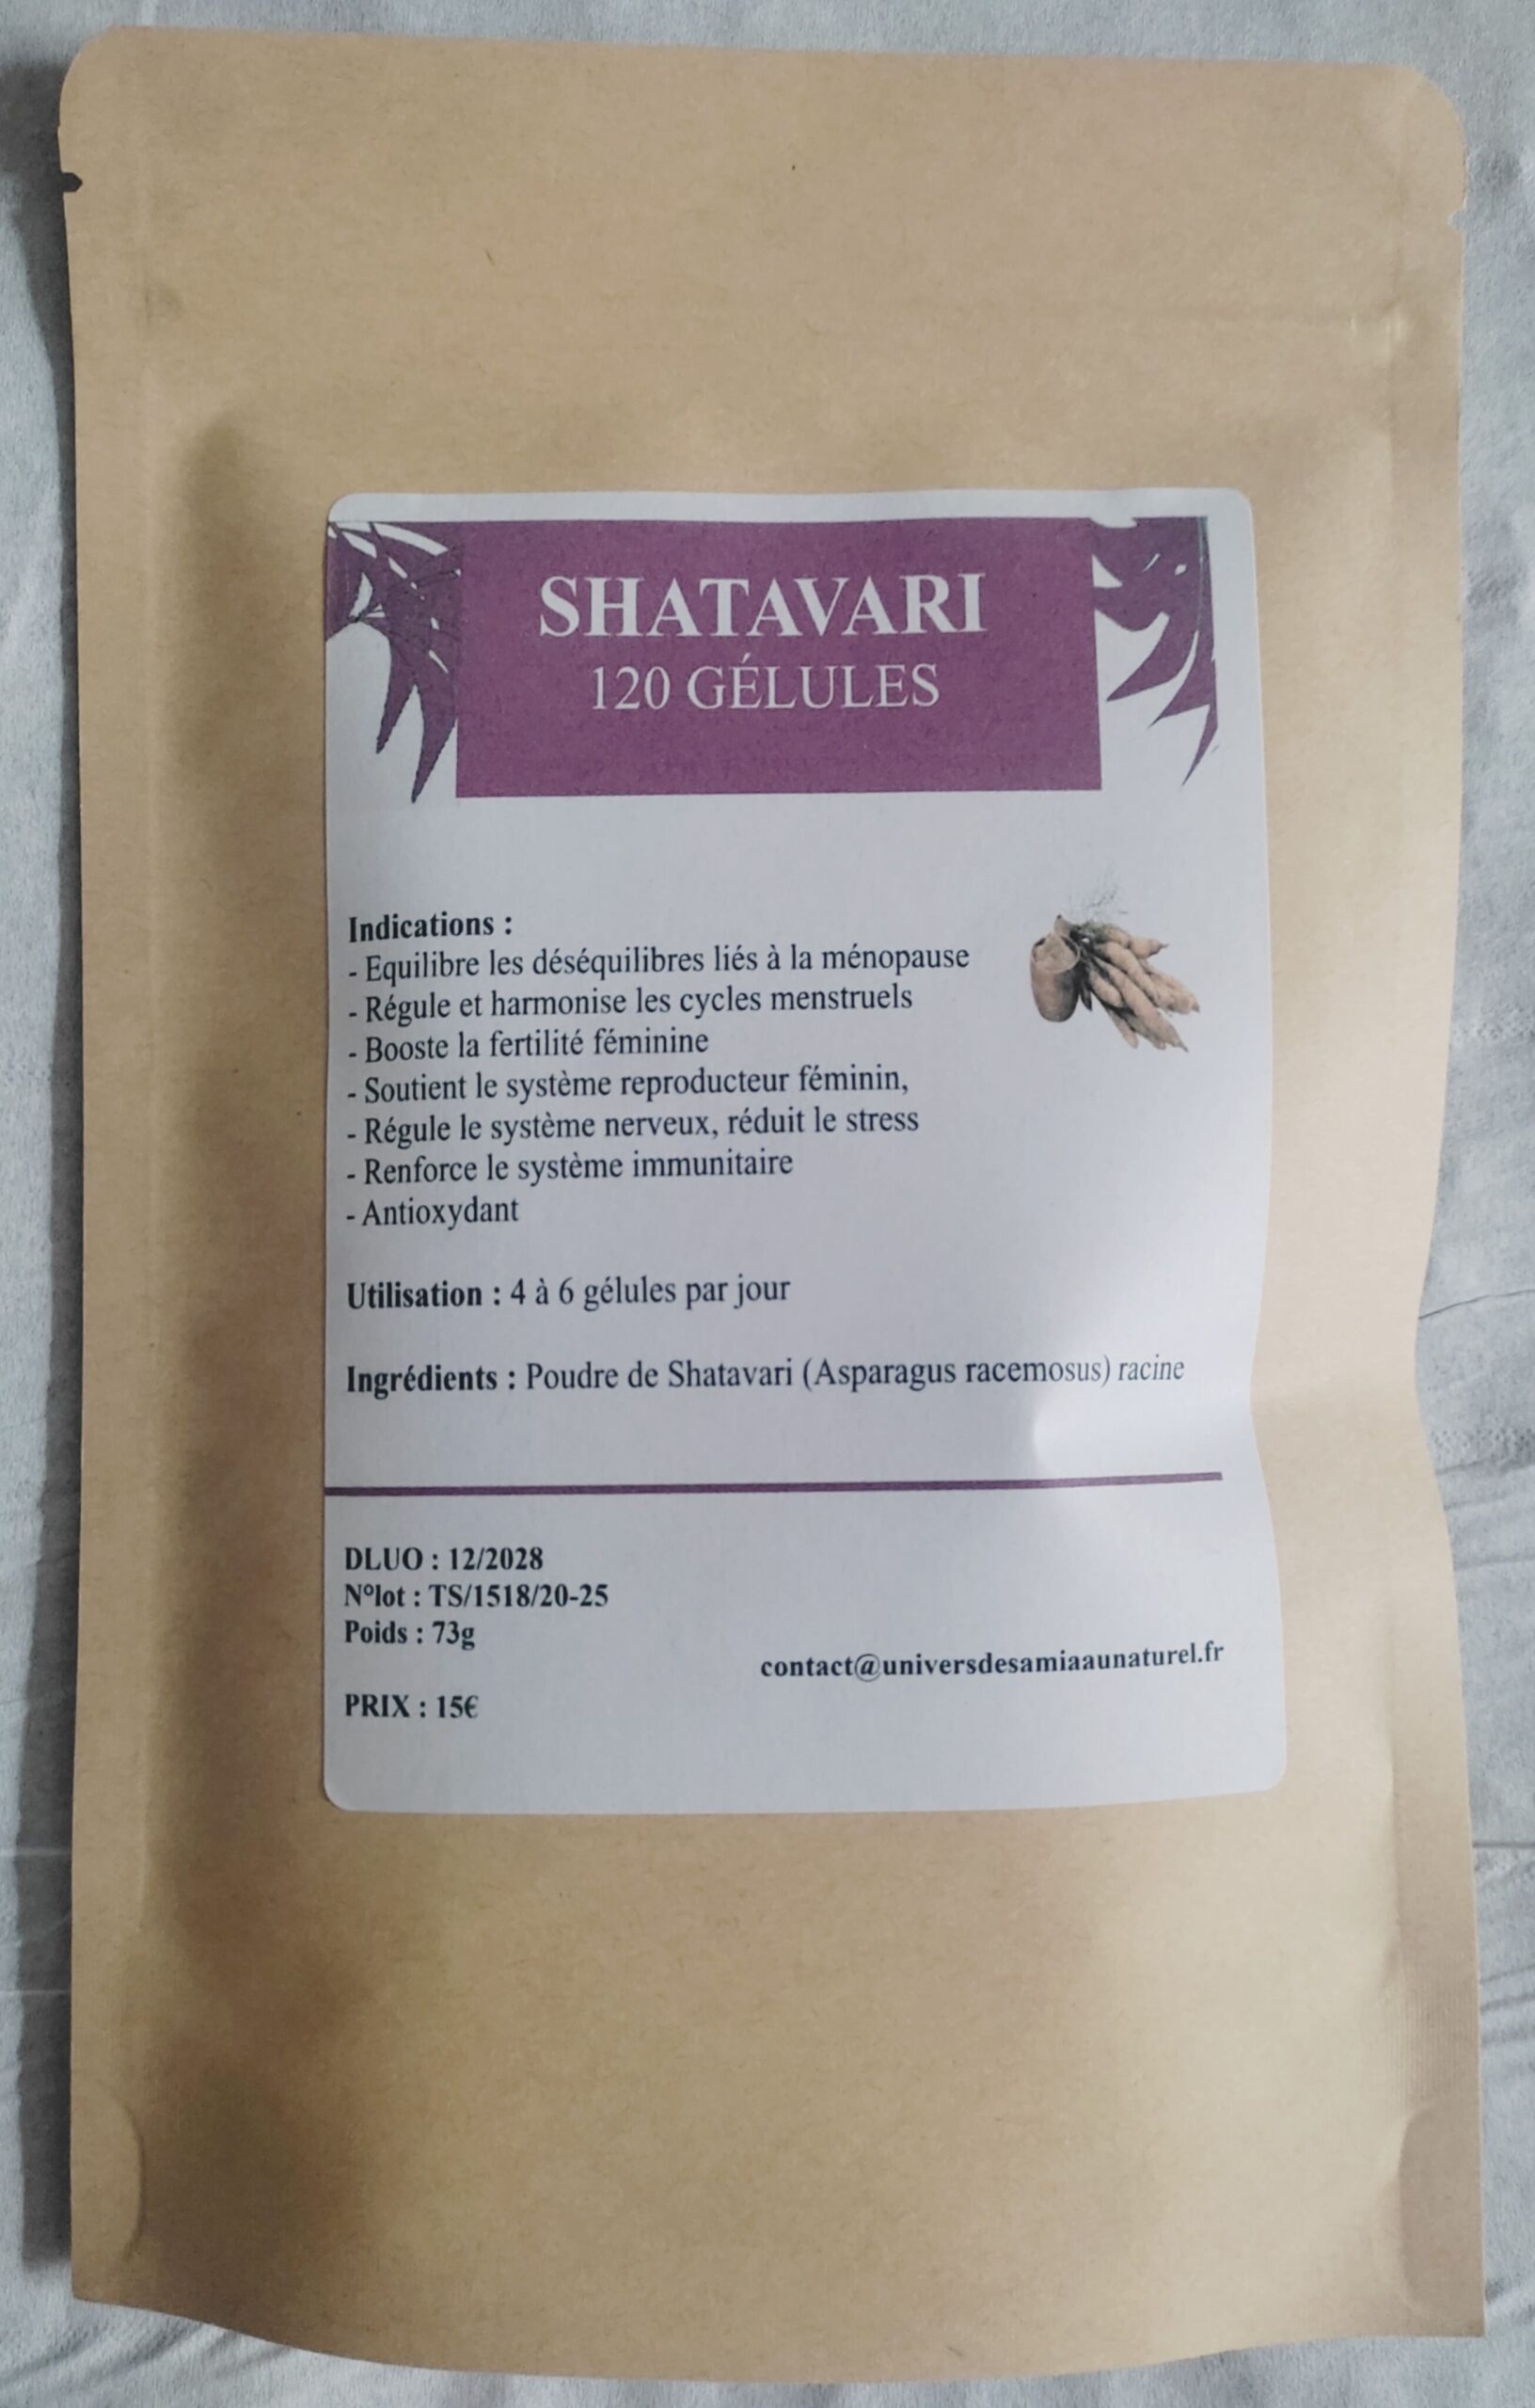 SHATAVARI
120 GÉLULES
Indications :
- Equilibre les déséquilibres liés à la ménopause
- Régule et harmonise les cycles menstruels
- Booste la fertilité féminine
- Soutient le système reproducteur féminin,
- Régule le système nerveux, réduit le stress
- Renforce le système immunitaire
- Antioxydant
Utilisation : 4 à 6 gélules par jour
Ingrédients : Poudre de Shatavari (Asparagus racemosus) racine
DLUO : 12/2028
N°lot : TS/1518/20-25
Poids : 73g
contact@universdesamiaaunaturel.fr
PRIX : 15€